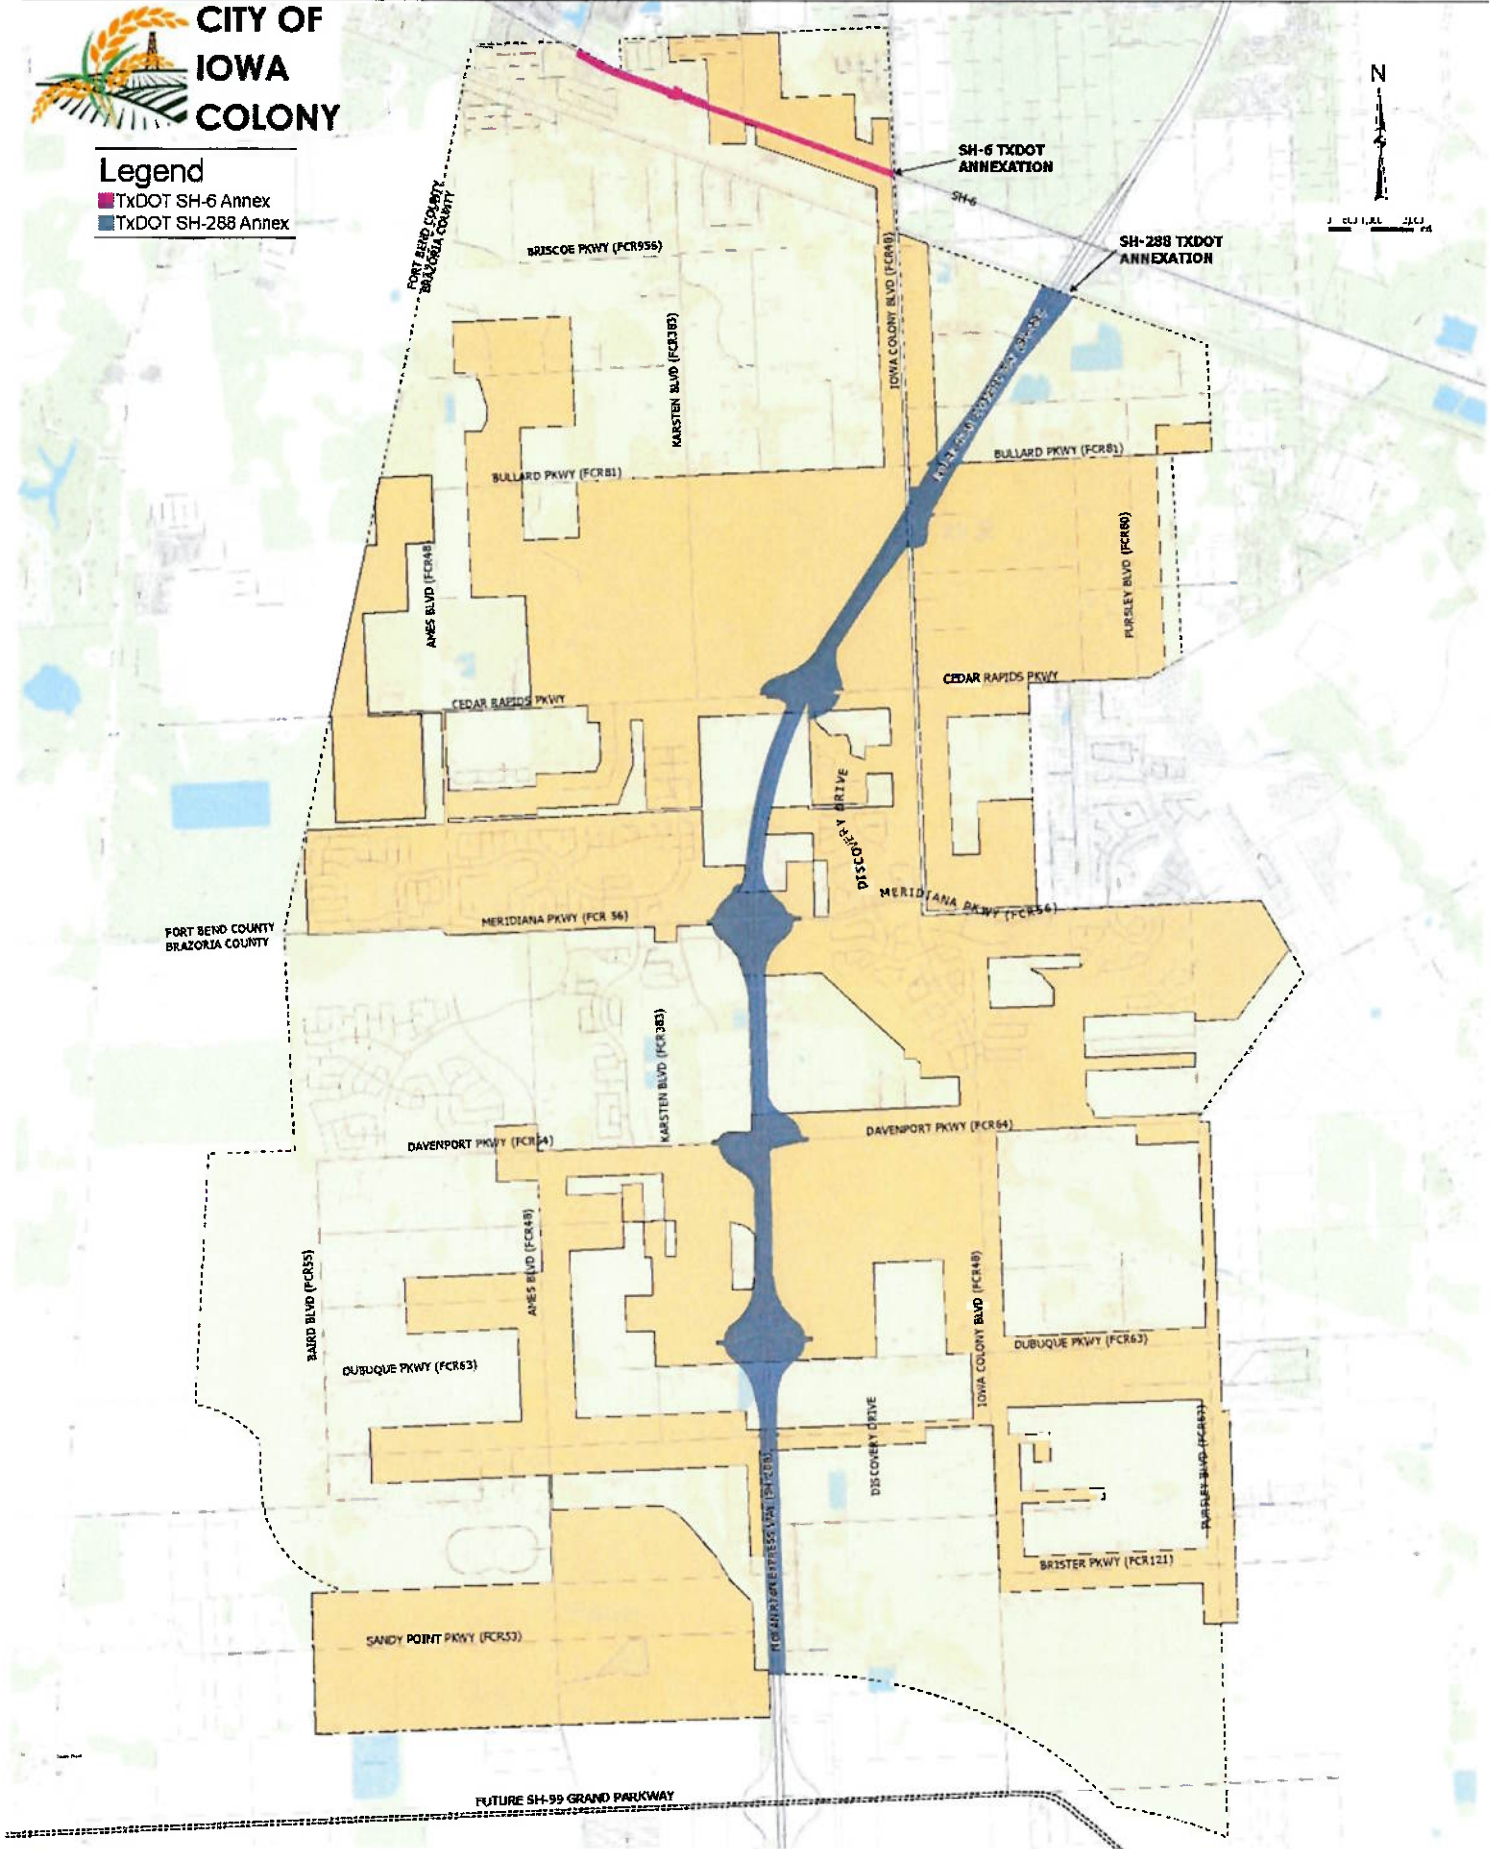 CITY OF
IOWA
COLONY
Legend
TxDOT SH-6 Annex
TxDOT SH-288 Annex
N
SH-6 TXDOT
ANNEXATION
SH-6
SH-288 TXDOT
ANNEXATION
FORT BEND COUNTY
BRAZORIA COUNTY
BRISCOE PKWY (FCR956)
IOWA COLONY BLVD (FCR48)
KARSTEN BLVD (FCR383)
BULLARD PKWY (FCR81)
BULLARD PKWY (FCR81)
AMES BLVD (FCR48)
PURSLEY BLVD (FCR80)
CEDAR RAPIDS PKWY
CEDAR RAPIDS PKWY
DISCOVERY DRIVE
MERIDIANA PKWY (FCR56)
MERIDIANA PKWY (FCR 56)
FORT BEND COUNTY
BRAZORIA COUNTY
KARSTEN BLVD (FCR383)
DAVENPORT PKWY (FCR64)
DAVENPORT PKWY (FCR64)
AMES BLVD (FCR48)
BAIRD BLVD (FCR55)
IOWA COLONY BLVD (FCR48)
DUBUQUE PKWY (FCR63)
DUBUQUE PKWY (FCR63)
DISCOVERY DRIVE
PURSLEY BLVD (FCR57)
BRISTER PKWY (FCR121)
SANDY POINT PKWY (FCR53)
FUTURE SH-99 GRAND PARKWAY